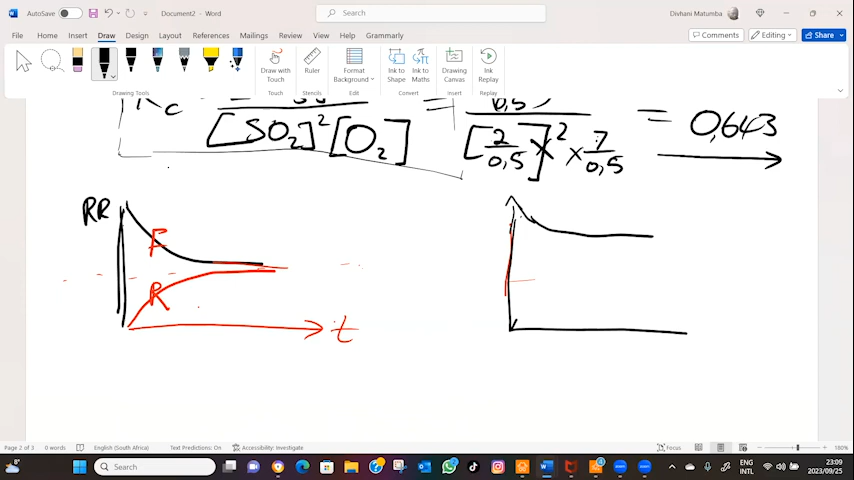 AutoSave Off Document2 - Word Search Divhani Matumba
File Home Insert Draw Design Layout References Mailings Review View Help Grammarly Comments Editing Share
Draw with Touch Ruler Format Background Ink to Shape Ink to Maths Drawing Canvas Ink Replay
Drawing Tools Touch Stencils Edit Convert Insert Replay
[SO₂]²[O₂] = [2/0,5]² × 7/0,5 = 0,643
RR
F
R
t
Page 2 of 3 0 words English (South Africa) Text Predictions: On Accessibility: Investigate Focus 180%
8° Search ENG INTL 23:09 2023/09/25